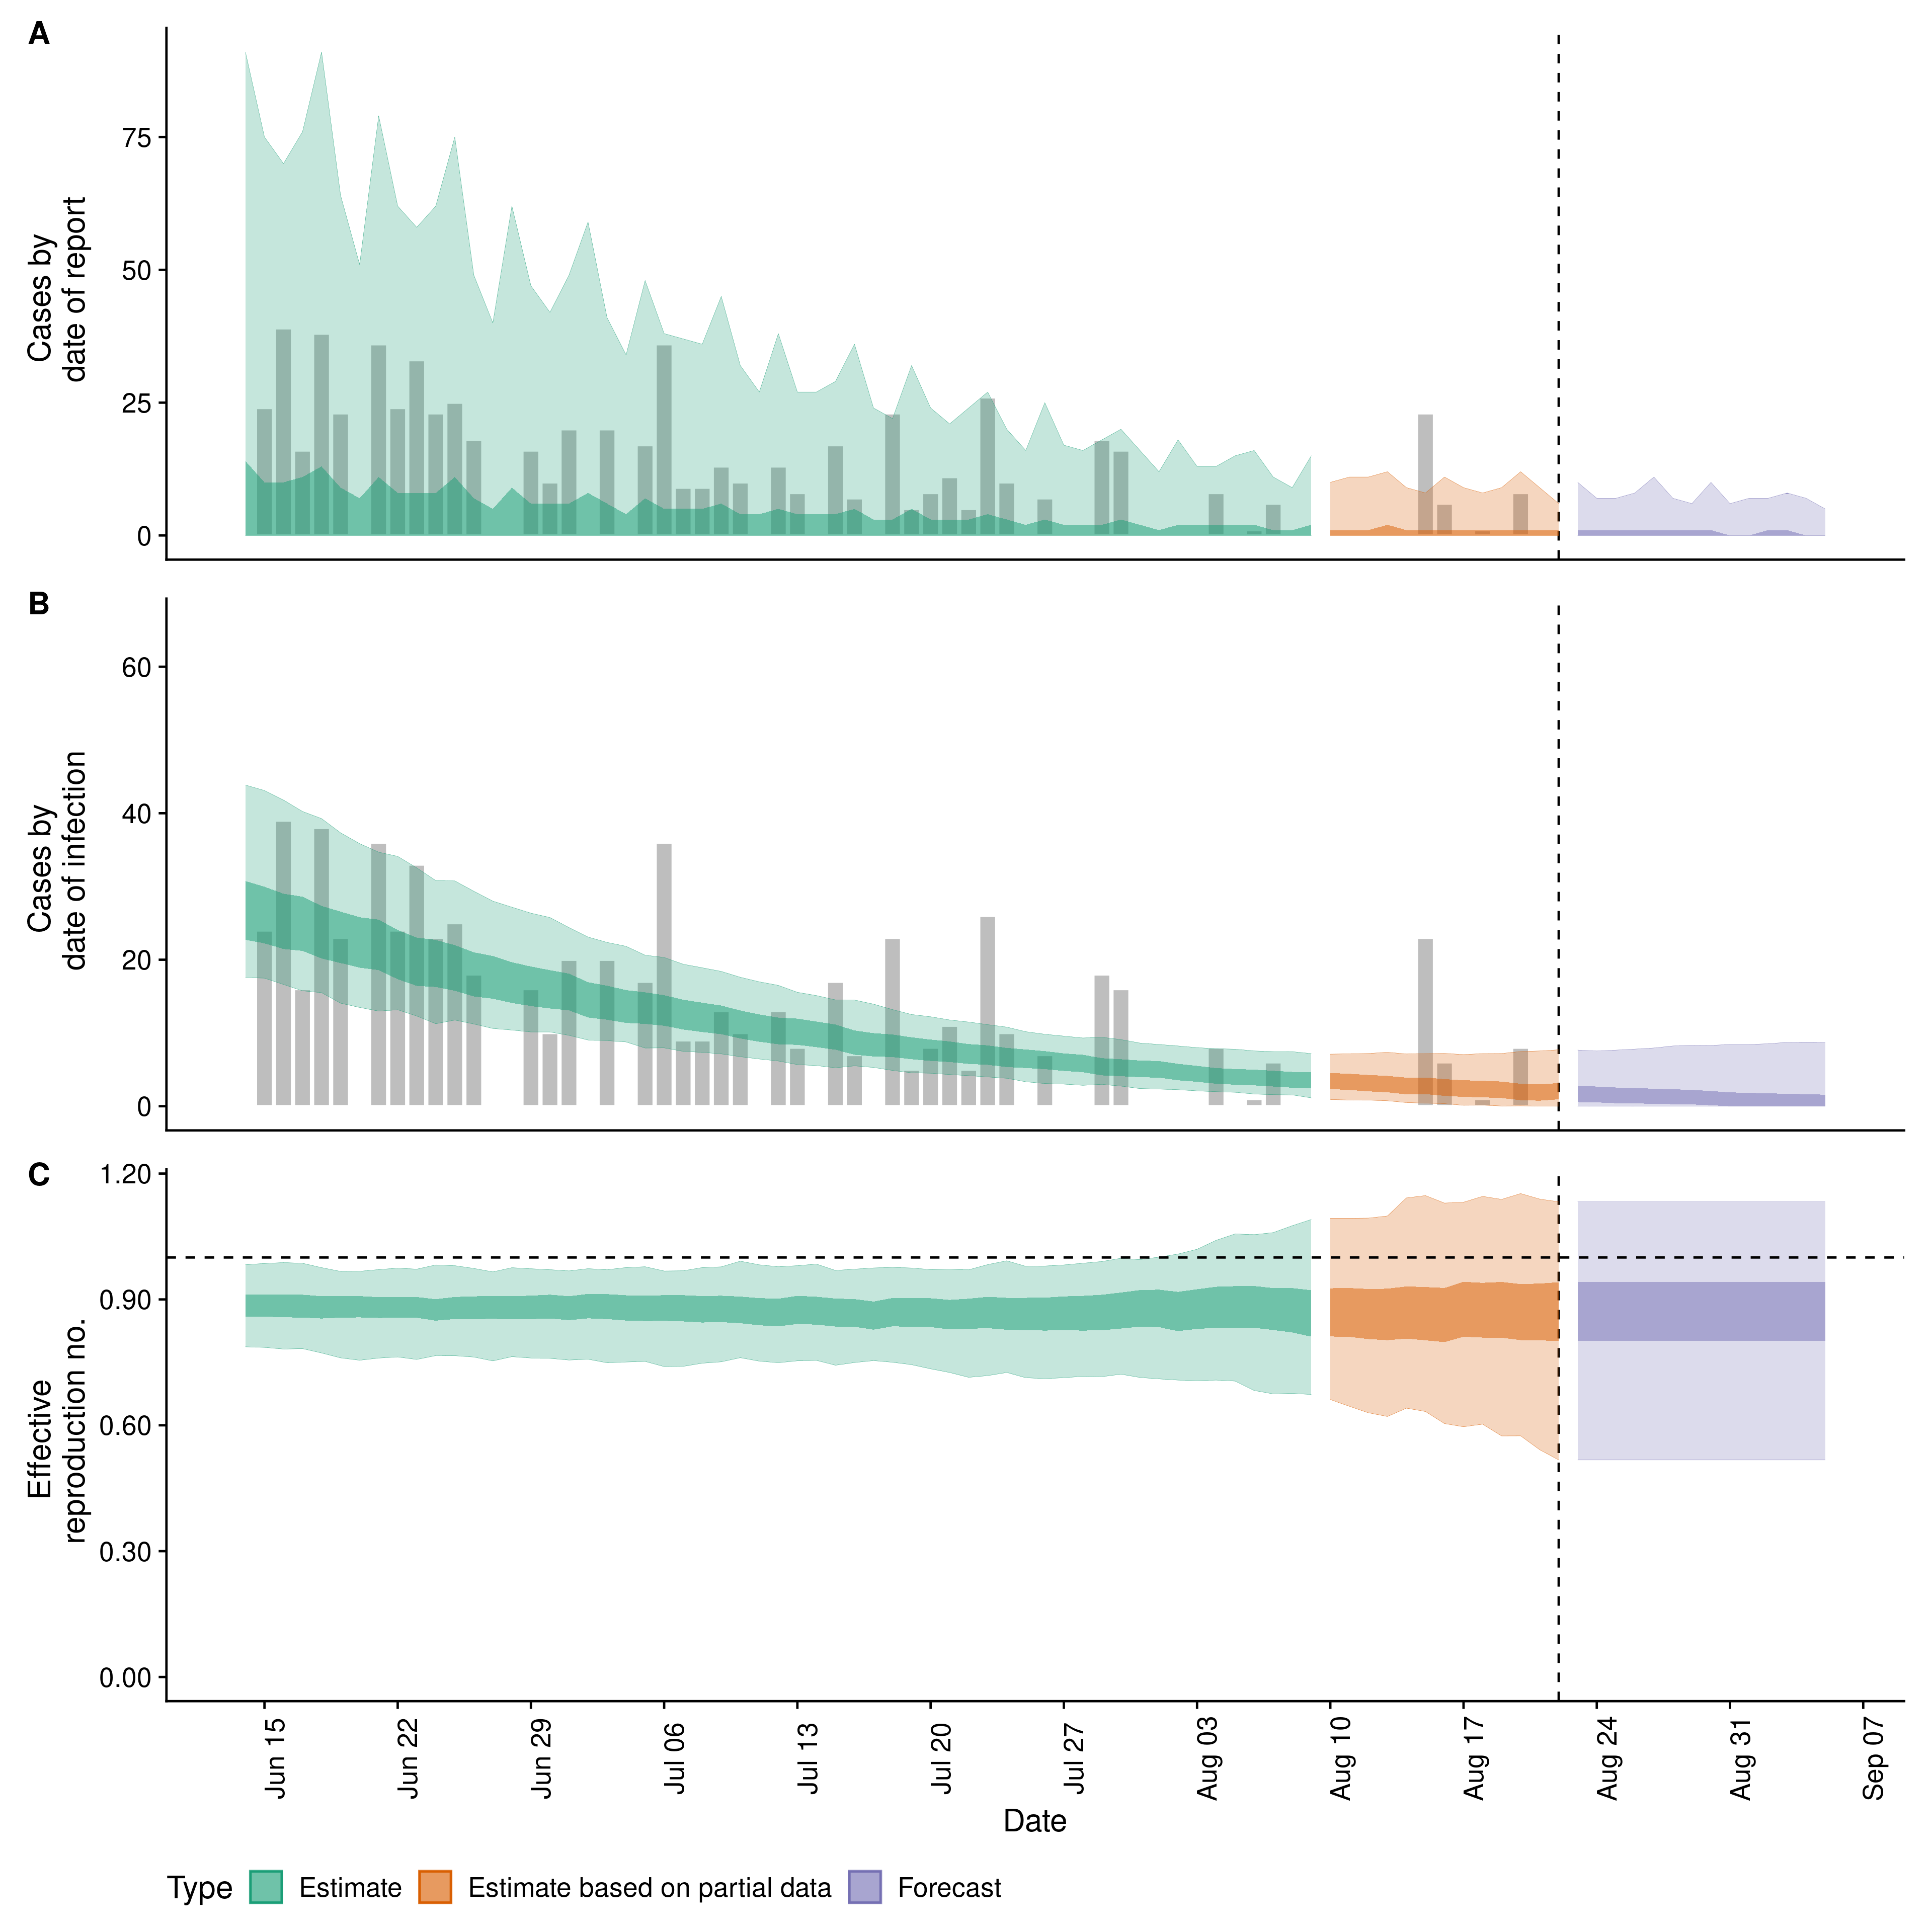 A
Cases by
date of report
75
50
25
0
B
Cases by
date of infection
60
40
20
0
C
Effective
reproduction no.
1.20
0.90
0.60
0.30
0.00
Jun 15
Jun 22
Jun 29
Jul 06
Jul 13
Jul 20
Jul 27
Aug 03
Aug 10
Aug 17
Aug 24
Aug 31
Sep 07
Date
Type Estimate Estimate based on partial data Forecast